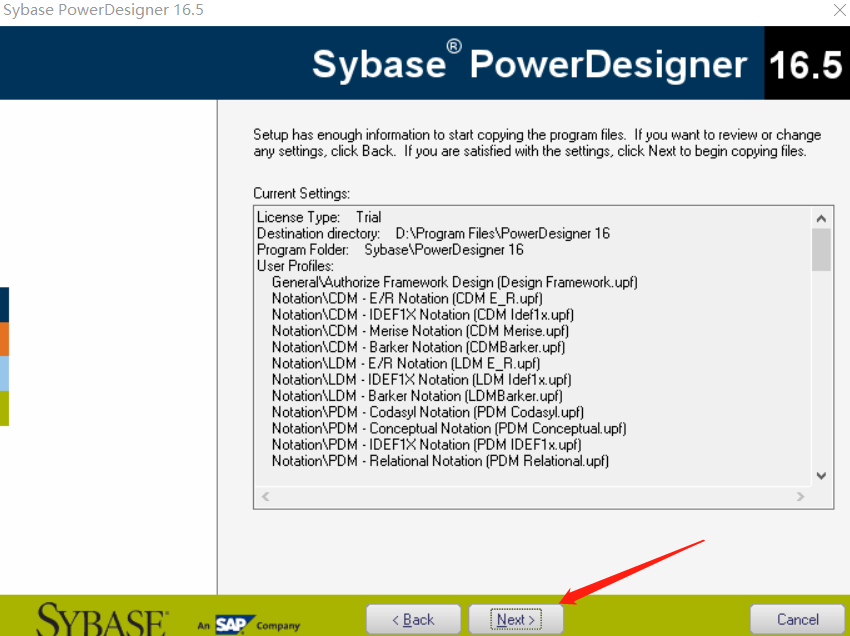 Sybase PowerDesigner 16.5
Sybase® PowerDesigner 16.5
Setup has enough information to start copying the program files. If you want to review or change
any settings, click Back. If you are satisfied with the settings, click Next to begin copying files.
Current Settings:
License Type: Trial
Destination directory: D:\Program Files\PowerDesigner 16
Program Folder: Sybase\PowerDesigner 16
User Profiles:
General\Authorize Framework Design (Design Framework.upf)
Notation\CDM - E/R Notation (CDM E_R.upf)
Notation\CDM - IDEF1X Notation (CDM Idef1x.upf)
Notation\CDM - Merise Notation (CDM Merise.upf)
Notation\CDM - Barker Notation (CDMBarker.upf)
Notation\LDM - E/R Notation (LDM E_R.upf)
Notation\LDM - IDEF1X Notation (LDM Idef1x.upf)
Notation\LDM - Barker Notation (LDMBarker.upf)
Notation\PDM - Codasyl Notation (PDM Codasyl.upf)
Notation\PDM - Conceptual Notation (PDM Conceptual.upf)
Notation\PDM - IDEF1X Notation (PDM IDEF1x.upf)
Notation\PDM - Relational Notation (PDM Relational.upf)
SYBASE® An SAP Company
< Back
Next >
Cancel